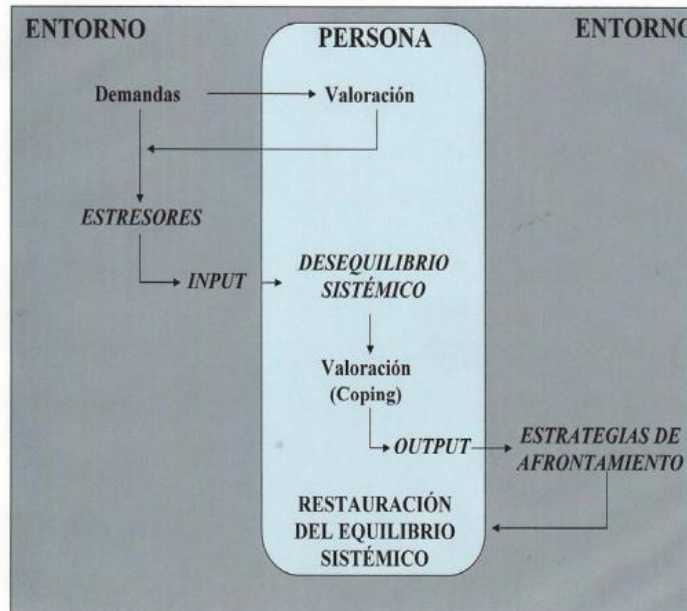 ENTORNO
PERSONA
ENTORNO
Demandas
Valoración
ESTRESORES
INPUT
DESEQUILIBRIO
SISTÉMICO
Valoración
(Coping)
OUTPUT
ESTRATEGIAS DE
AFRONTAMIENTO
RESTAURACIÓN
DEL EQUILIBRIO
SISTÉMICO